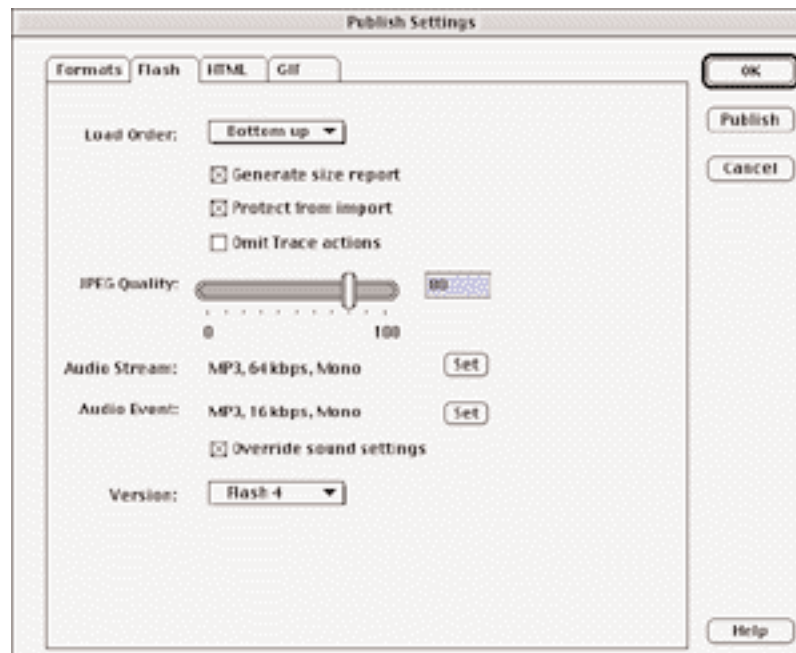 Publish Settings
Formats Flash HTML GIF
OK
Publish
Cancel
Load Order: Bottom up
Generate size report
Protect from import
Omit Trace actions
JPEG Quality: 80
0 100
Audio Stream: MP3, 64 kbps, Mono Set
Audio Event: MP3, 16 kbps, Mono Set
Override sound settings
Version: Flash 4
Help